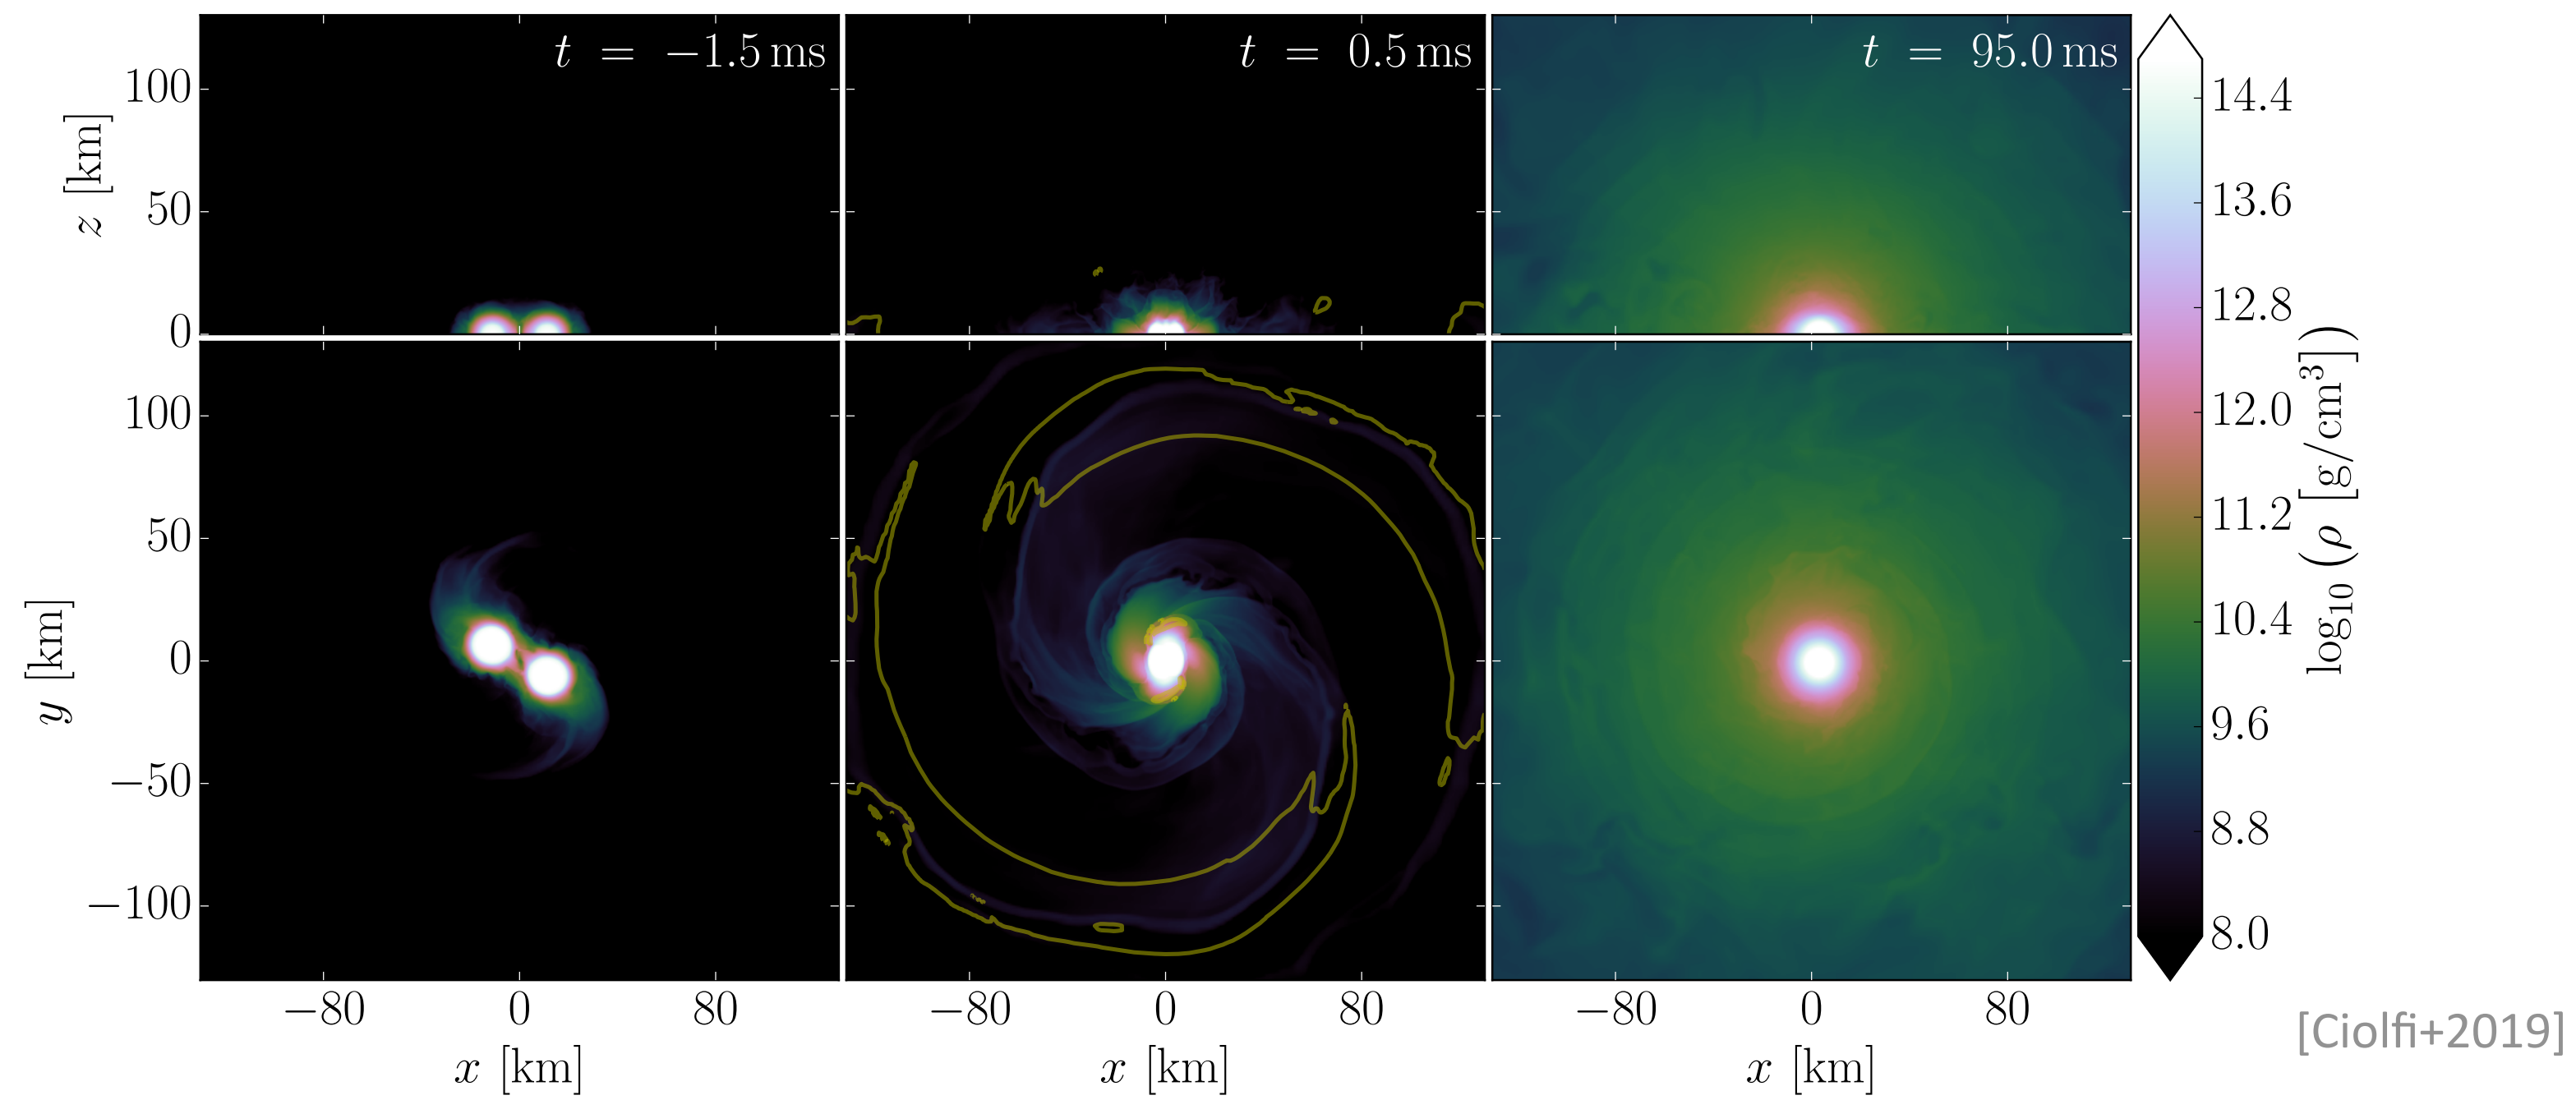 t = −1.5 ms
t = 0.5 ms
t = 95.0 ms
z [km]
100
50
0
y [km]
100
50
0
−50
−100
−80 0 80
−80 0 80
−80 0 80
x [km]
x [km]
x [km]
14.4
13.6
12.8
12.0
11.2
10.4
9.6
8.8
8.0
log₁₀ (ρ [g/cm³])
[Ciolfi+2019]